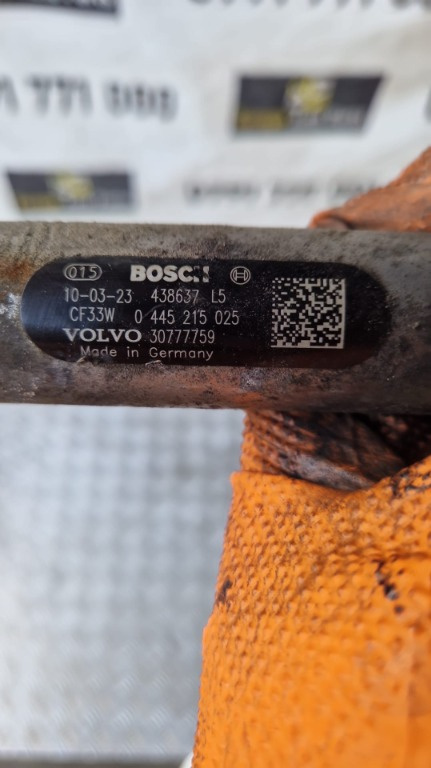 015 BOSCH
10-03-23 438637 L5
CF33W 0 445 215 025
VOLVO 30777759
Made in Germany